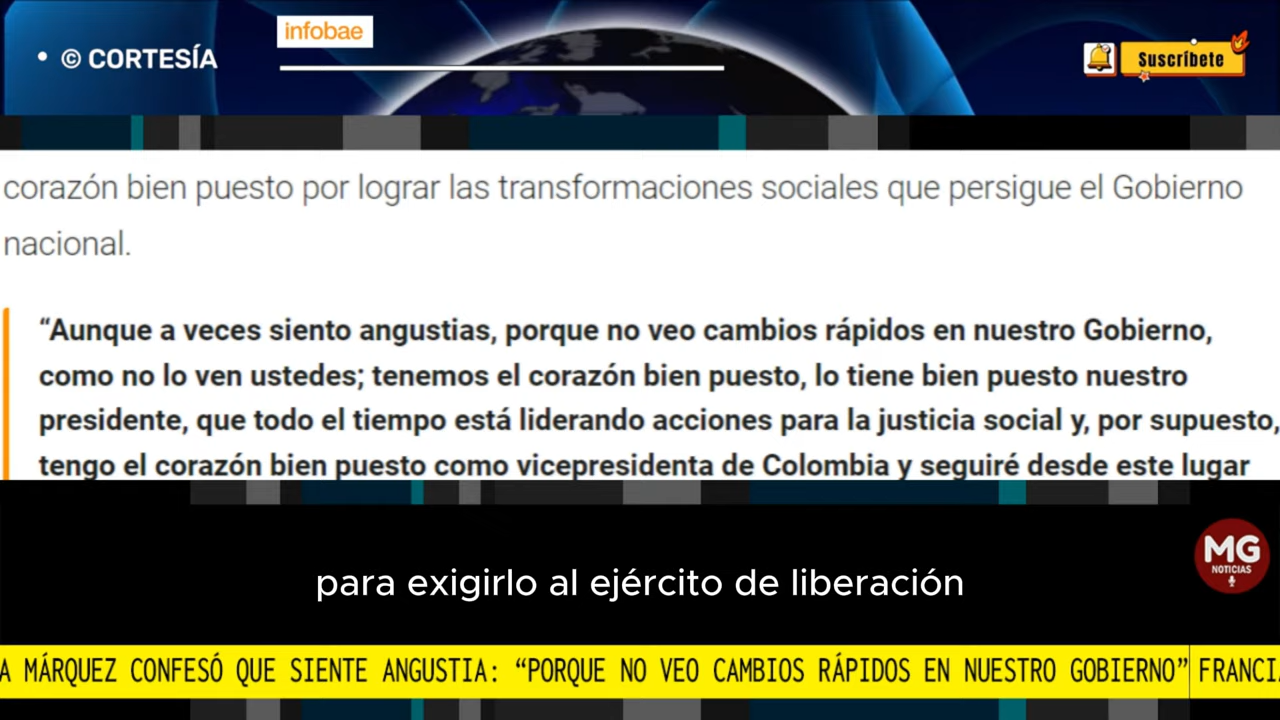 • © CORTESÍA
infobae
Suscríbete
corazón bien puesto por lograr las transformaciones sociales que persigue el Gobierno
nacional.
“Aunque a veces siento angustias, porque no veo cambios rápidos en nuestro Gobierno,
como no lo ven ustedes; tenemos el corazón bien puesto, lo tiene bien puesto nuestro
presidente, que todo el tiempo está liderando acciones para la justicia social y, por supuesto,
tengo el corazón bien puesto como vicepresidenta de Colombia y seguiré desde este lugar
para exigirlo al ejército de liberación
MG
NOTICIAS
A MÁRQUEZ CONFESÓ QUE SIENTE ANGUSTIA: “PORQUE NO VEO CAMBIOS RÁPIDOS EN NUESTRO GOBIERNO” FRANCI